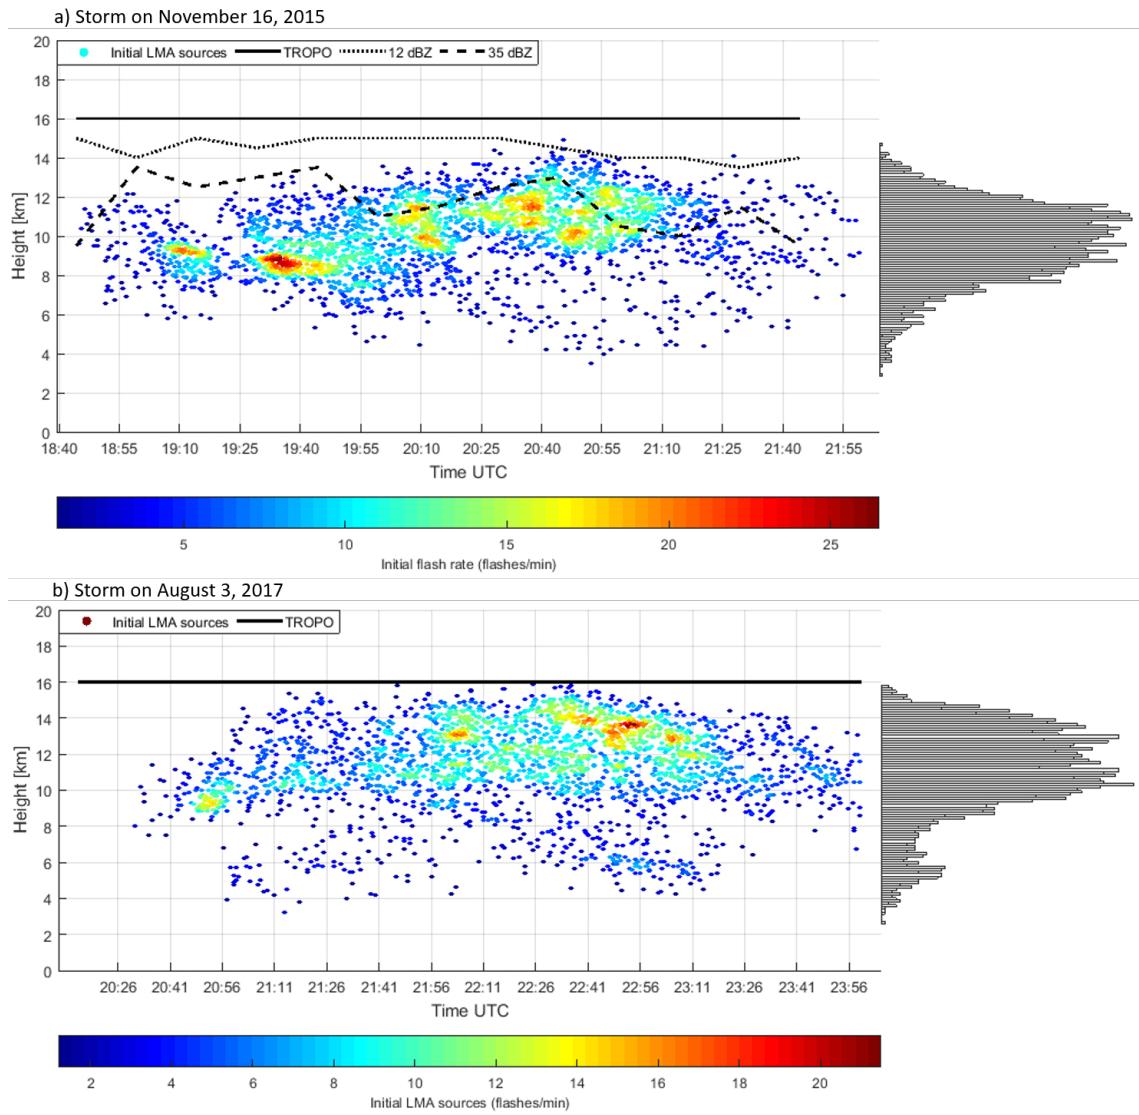 a) Storm on November 16, 2015
Initial LMA sources TROPO 12 dBZ 35 dBZ
20
18
16
14
12
10
8
6
4
2
0
Height [km]
18:40 18:55 19:10 19:25 19:40 19:55 20:10 20:25 20:40 20:55 21:10 21:25 21:40 21:55
Time UTC
5 10 15 20 25
Initial flash rate (flashes/min)
b) Storm on August 3, 2017
Initial LMA sources TROPO
20
18
16
14
12
10
8
6
4
2
0
Height [km]
20:26 20:41 20:56 21:11 21:26 21:41 21:56 22:11 22:26 22:41 22:56 23:11 23:26 23:41 23:56
Time UTC
2 4 6 8 10 12 14 16 18 20
Initial LMA sources (flashes/min)